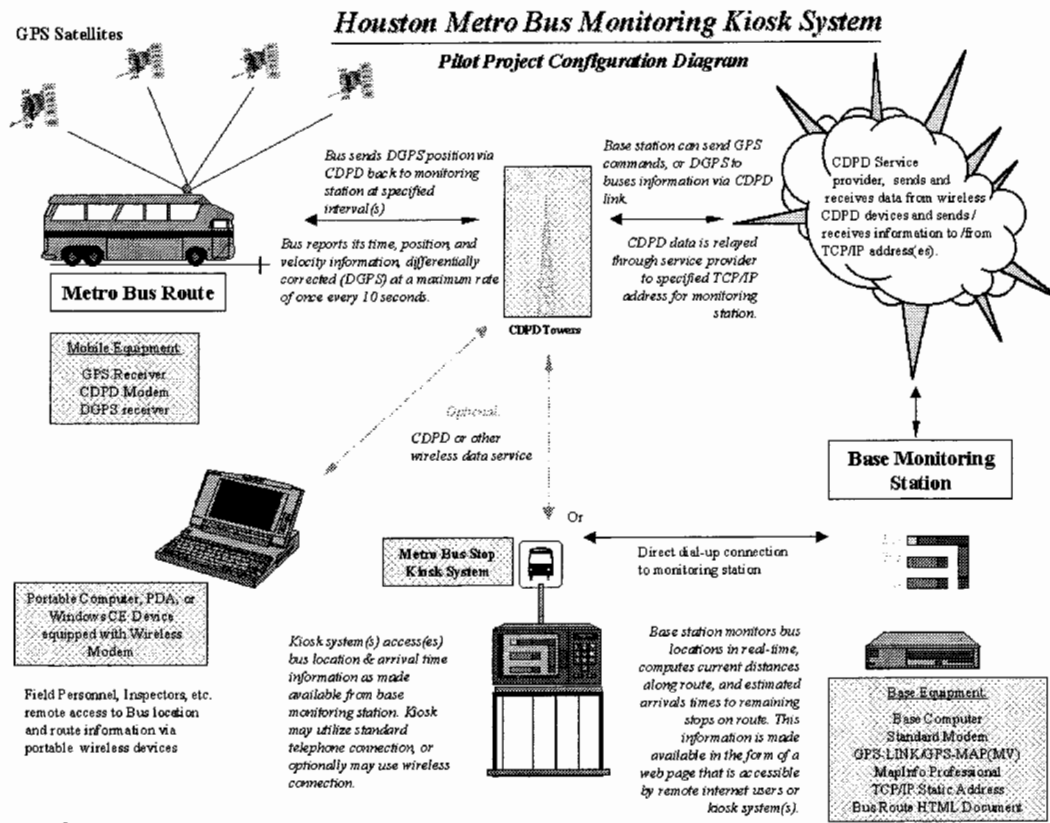 Houston Metro Bus Monitoring Kiosk System
Pilot Project Configuration Diagram
GPS Satellites
Bus sends DGPS position via
CDPD back to monitoring
station at specified
interval(s)
Bus reports its time, position, and
velocity information, differentially
corrected (DGPS) at a maximum rate
of once every 10 seconds.
Metro Bus Route
Mobile Equipment:
GPS Receiver
CDPD Modem
DGPS receiver
CDPD Towers
Base station can send GPS
commands, or DGPS to
buses information via CDPD
link.
CDPD data is relayed
through service provider
to specified TCP/IP
address for monitoring
station.
CDPD Service
provider, sends and
receives data from wireless
CDPD devices and sends /
receives information to /from
TCP/IP address(es).
Optional:
CDPD or other
wireless data service
Base Monitoring
Station
Or
Direct dial-up connection
to monitoring station
Metro Bus Stop
Kiosk System
Portable Computer, PDA, or
Windows CE Device
equipped with Wireless
Modem
Field Personnel, Inspectors, etc.
remote access to Bus location
and route information via
portable wireless devices
Kiosk system(s) access(es)
bus location & arrival time
information as made
available from base
monitoring station. Kiosk
may utilize standard
telephone connection, or
optionally may use wireless
connection.
Base station monitors bus
locations in real-time,
computes current distances
along route, and estimated
arrivals times to remaining
stops on route. This
information is made
available in the form of a
web page that is accessible
by remote internet users or
kiosk system(s).
Base Equipment:
Base Computer
Standard Modem
GPS-LINK/GPS-MAP(MV)
MapInfo Professional
TCP/IP Static Address
Bus Route HTML Document